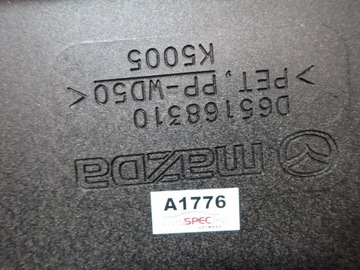 mazda
D65168310
>PET, PP-WD50<
K5005
A1776
SPEC